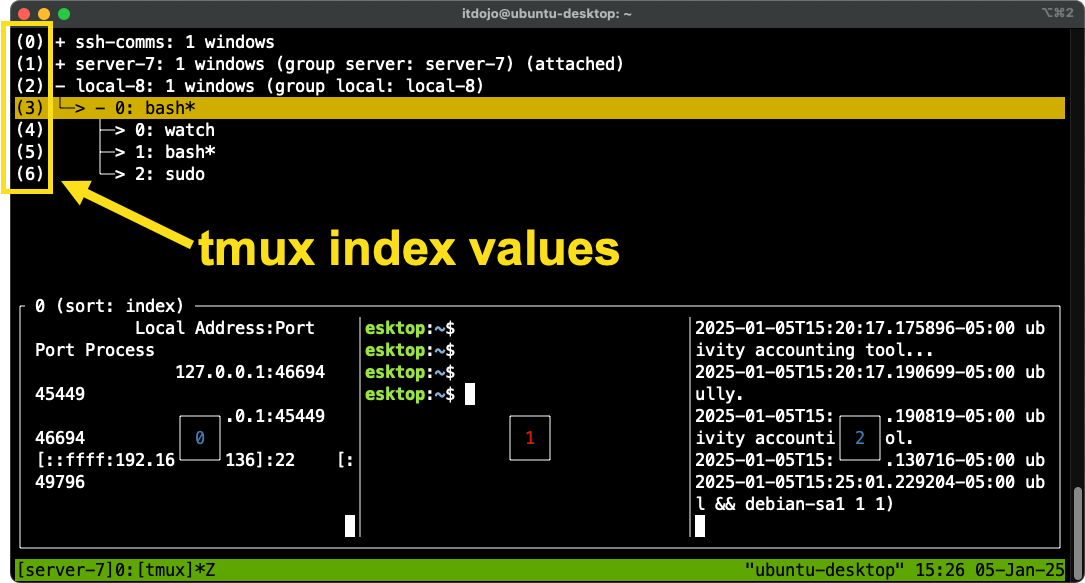 itdojo@ubuntu-desktop: ~
⌥⌘2
(0) + ssh-comms: 1 windows
(1) + server-7: 1 windows (group server: server-7) (attached)
(2) - local-8: 1 windows (group local: local-8)
(3) └─> - 0: bash*
(4) ├─> 0: watch
(5) ├─> 1: bash*
(6) └─> 2: sudo
tmux index values
0 (sort: index)
Local Address:Port
Port Process
127.0.0.1:46694
45449
.0.1:45449
46694
[::ffff:192.16 136]:22 [:
49796
0
esktop:~$
esktop:~$
esktop:~$
esktop:~$
1
2025-01-05T15:20:17.175896-05:00 ub
ivity accounting tool...
2025-01-05T15:20:17.190699-05:00 ub
ully.
2025-01-05T15: .190819-05:00 ub
ivity accounti ol.
2025-01-05T15: .130716-05:00 ub
2025-01-05T15:25:01.229204-05:00 ub
l && debian-sa1 1 1)
2
[server-7]0:[tmux]*Z "ubuntu-desktop" 15:26 05-Jan-25